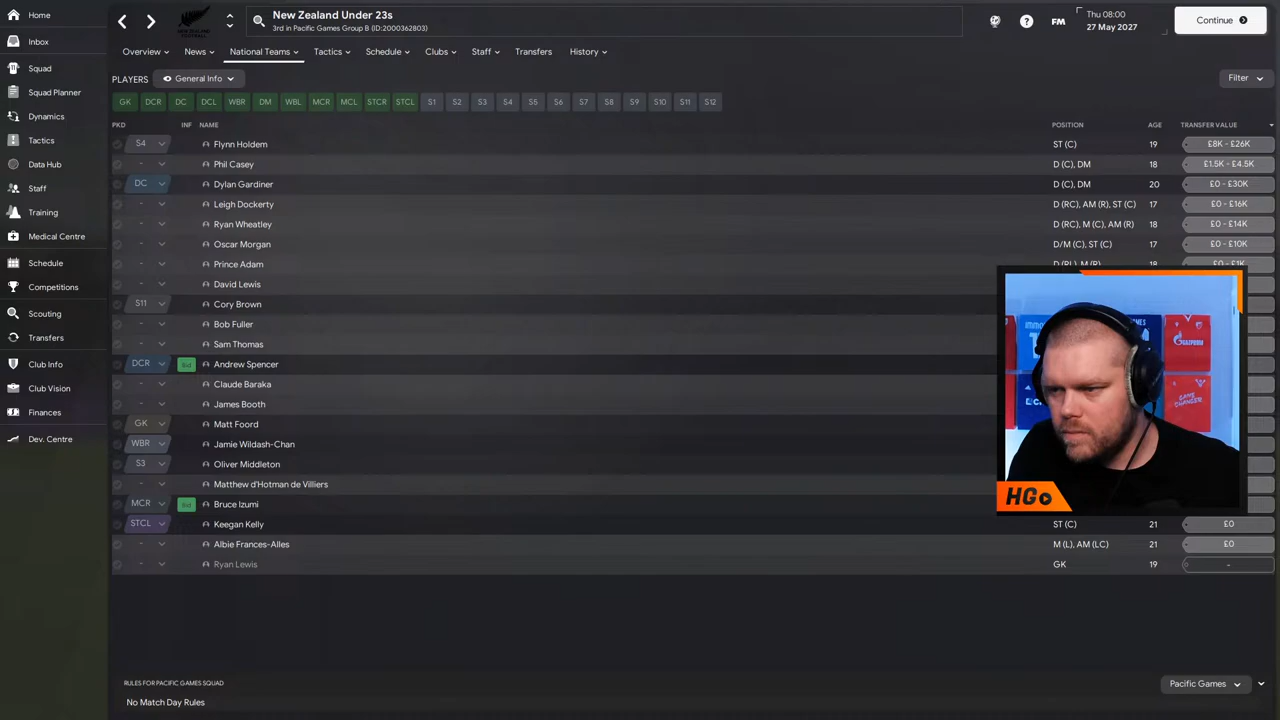 Home
Inbox
Squad
Squad Planner
Dynamics
Tactics
Data Hub
Staff
Training
Medical Centre
Schedule
Competitions
Scouting
Transfers
Club Info
Club Vision
Finances
Dev. Centre
New Zealand Under 23s
3rd in Pacific Games Group B (ID:2000362803)
FM
Thu 08:00
27 May 2027
Continue
Overview News National Teams Tactics Schedule Clubs Staff Transfers History
PLAYERS General Info Filter
GK DCR DC DCL WBR DM WBL MCR MCL STCR STCL S1 S2 S3 S4 S5 S6 S7 S8 S9 S10 S11 S12
PKD INF NAME POSITION AGE TRANSFER VALUE
S4 Flynn Holdem ST (C) 19 £8K - £26K
- Phil Casey D (C), DM 18 £1.5K - £4.5K
DC Dylan Gardiner D (C), DM 20 £0 - £30K
- Leigh Dockerty D (RC), AM (R), ST (C) 17 £0 - £16K
- Ryan Wheatley D (RC), M (C), AM (R) 18 £0 - £14K
- Oscar Morgan D/M (C), ST (C) 17 £0 - £10K
- Prince Adam D (RL), M (R) 18 £0 - £1K
- David Lewis
S11 Cory Brown
- Bob Fuller
- Sam Thomas
DCR Andrew Spencer
- Claude Baraka
- James Booth
GK Matt Foord
WBR Jamie Wildash-Chan
S3 Oliver Middleton
- Matthew d'Hotman de Villiers
MCR Bruce Izumi
STCL Keegan Kelly ST (C) 21 £0
- Albie Frances-Alles M (L), AM (LC) 21 £0
- Ryan Lewis GK 19 -
GAZPROM
GAME CHANGER
HGo
RULES FOR PACIFIC GAMES SQUAD
Pacific Games
No Match Day Rules